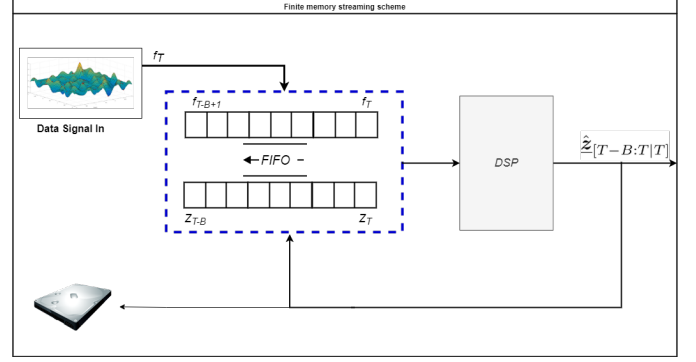 Finite memory streaming scheme
f_T
Data Signal In
f_{T-B+1} f_T
FIFO
Z_{T-B} Z_T
DSP
\underline{\hat{z}}_{[T-B:T|T]}